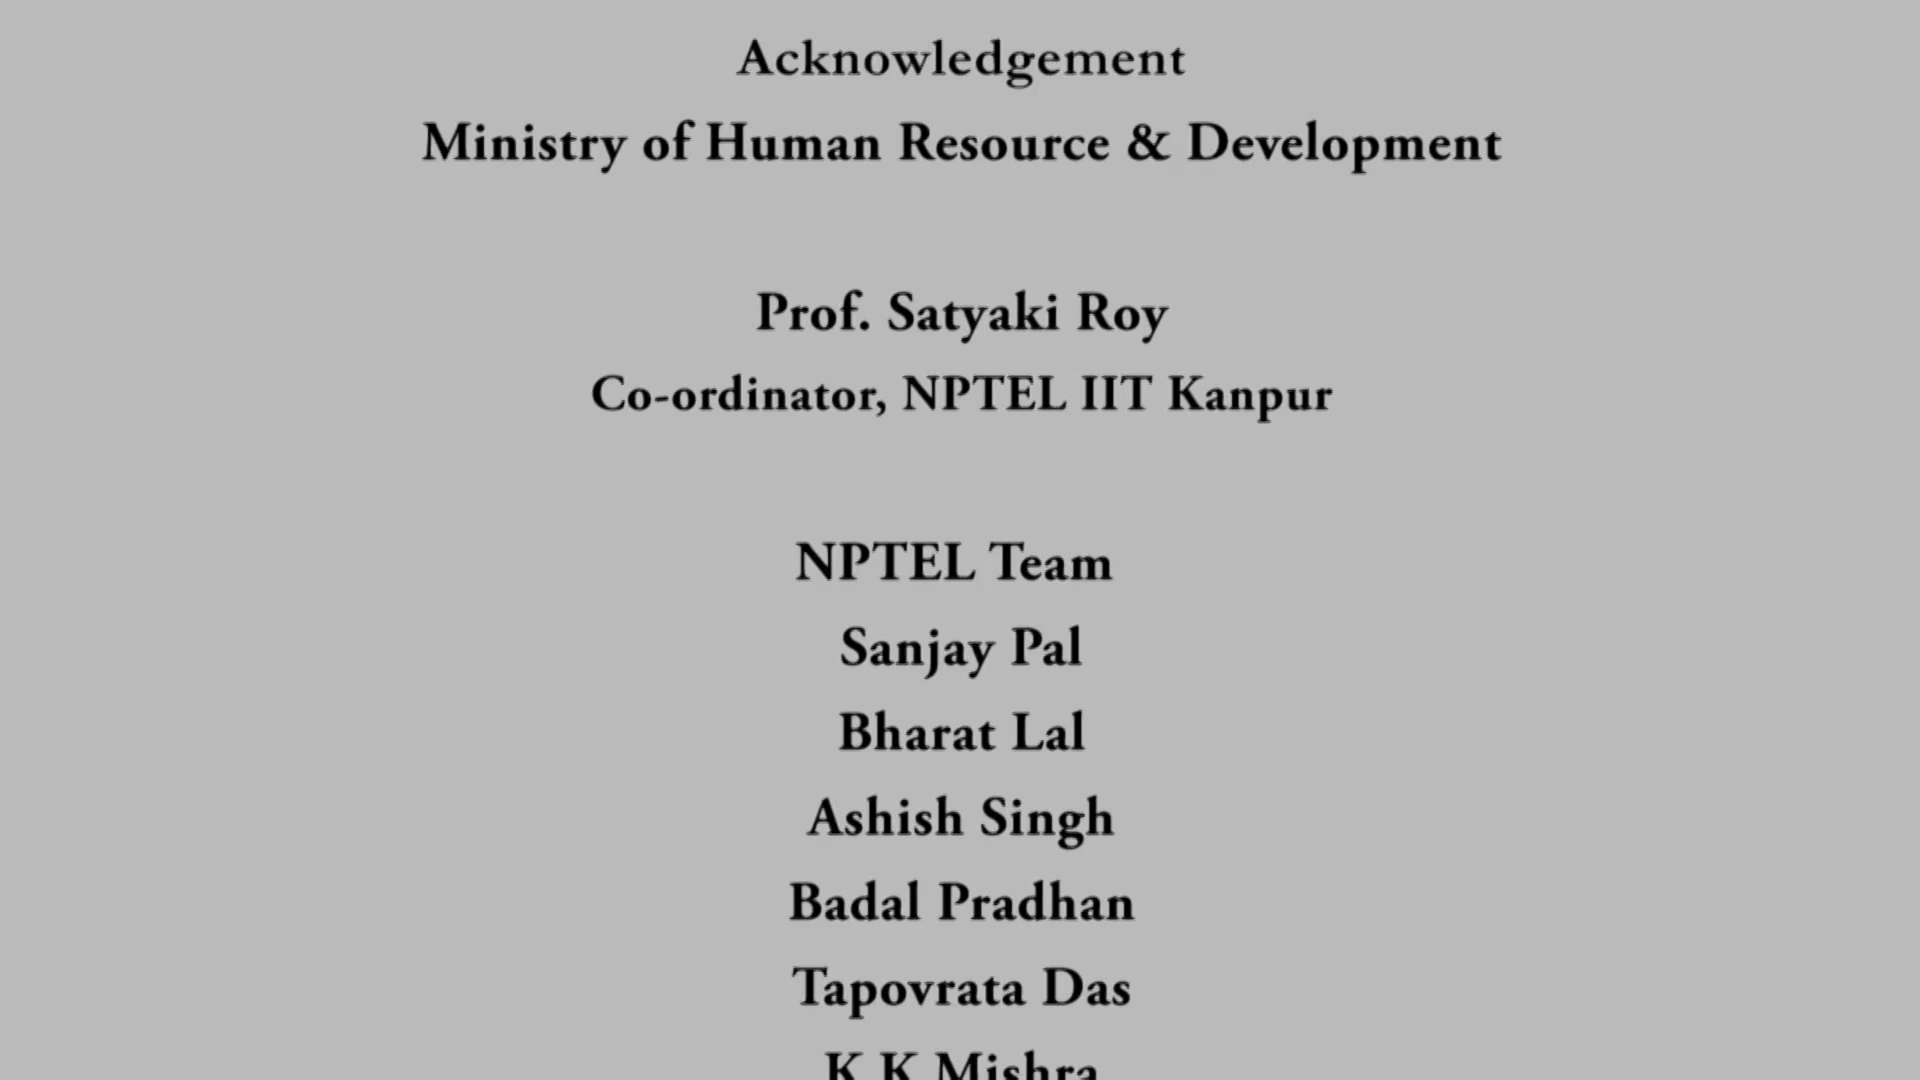 Acknowledgement
Ministry of Human Resource & Development
Prof. Satyaki Roy
Co-ordinator, NPTEL IIT Kanpur
NPTEL Team
Sanjay Pal
Bharat Lal
Ashish Singh
Badal Pradhan
Tapovrata Das
K K Mishra